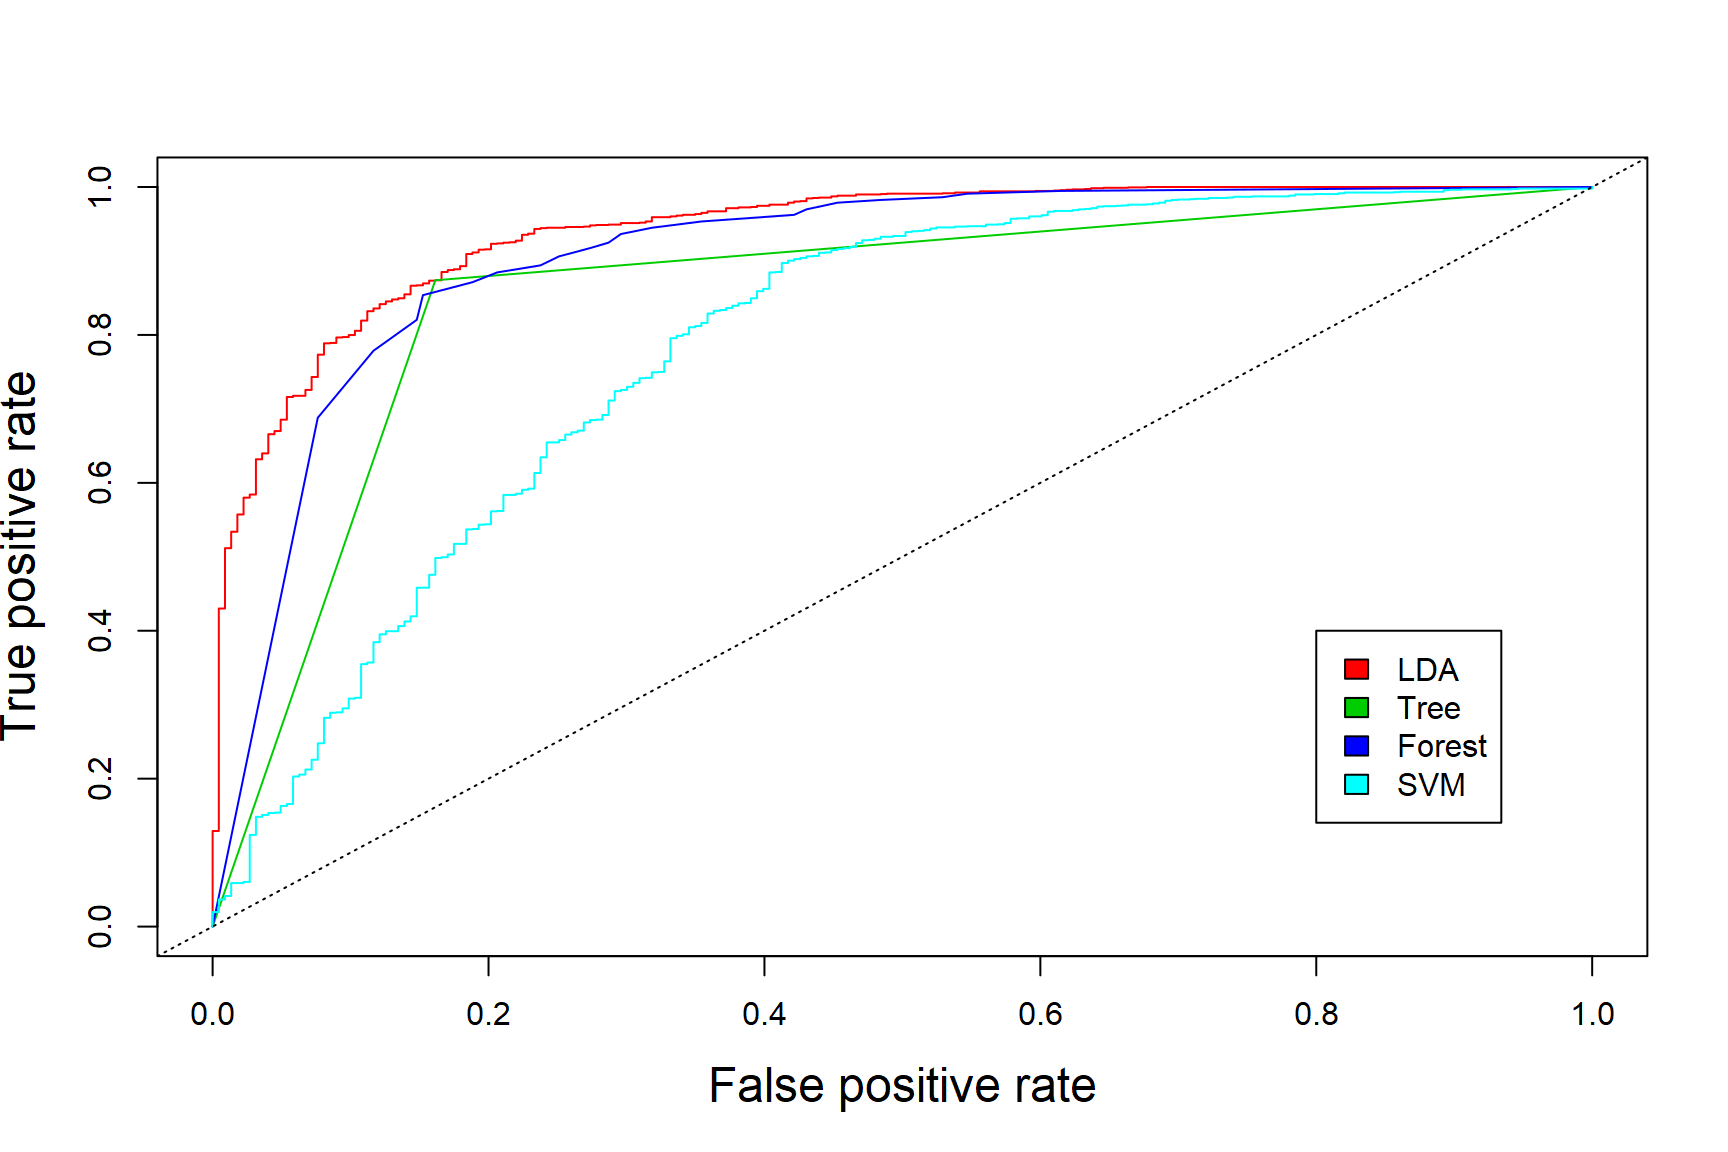 True positive rate
1.0
0.8
0.6
0.4
0.2
0.0
LDA
Tree
Forest
SVM
0.0 0.2 0.4 0.6 0.8 1.0
False positive rate